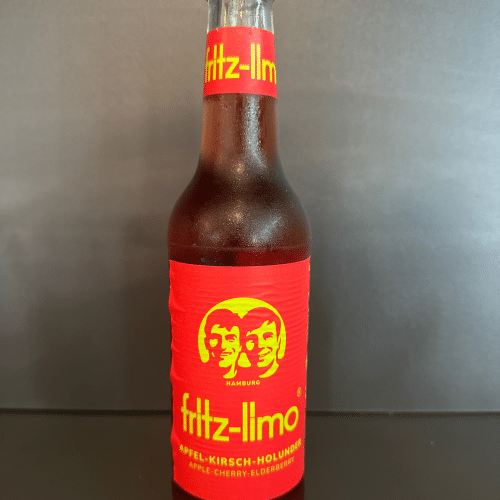 fritz-limo
HAMBURG
fritz-limo
®
APFEL-KIRSCH-HOLUNDER
APPLE-CHERRY-ELDERBERRY